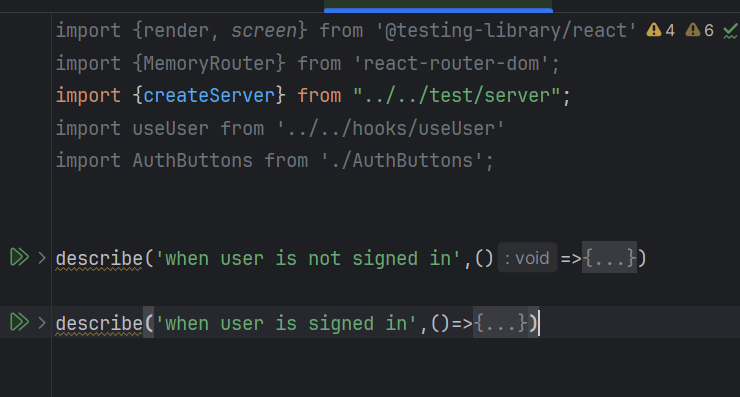 import {render, screen} from '@testing-library/react' 4 6
import {MemoryRouter} from 'react-router-dom';
import {createServer} from "../../test/server";
import useUser from '../../hooks/useUser'
import AuthButtons from './AuthButtons';
describe('when user is not signed in',() : void =>{...})
describe('when user is signed in',()=>{...})